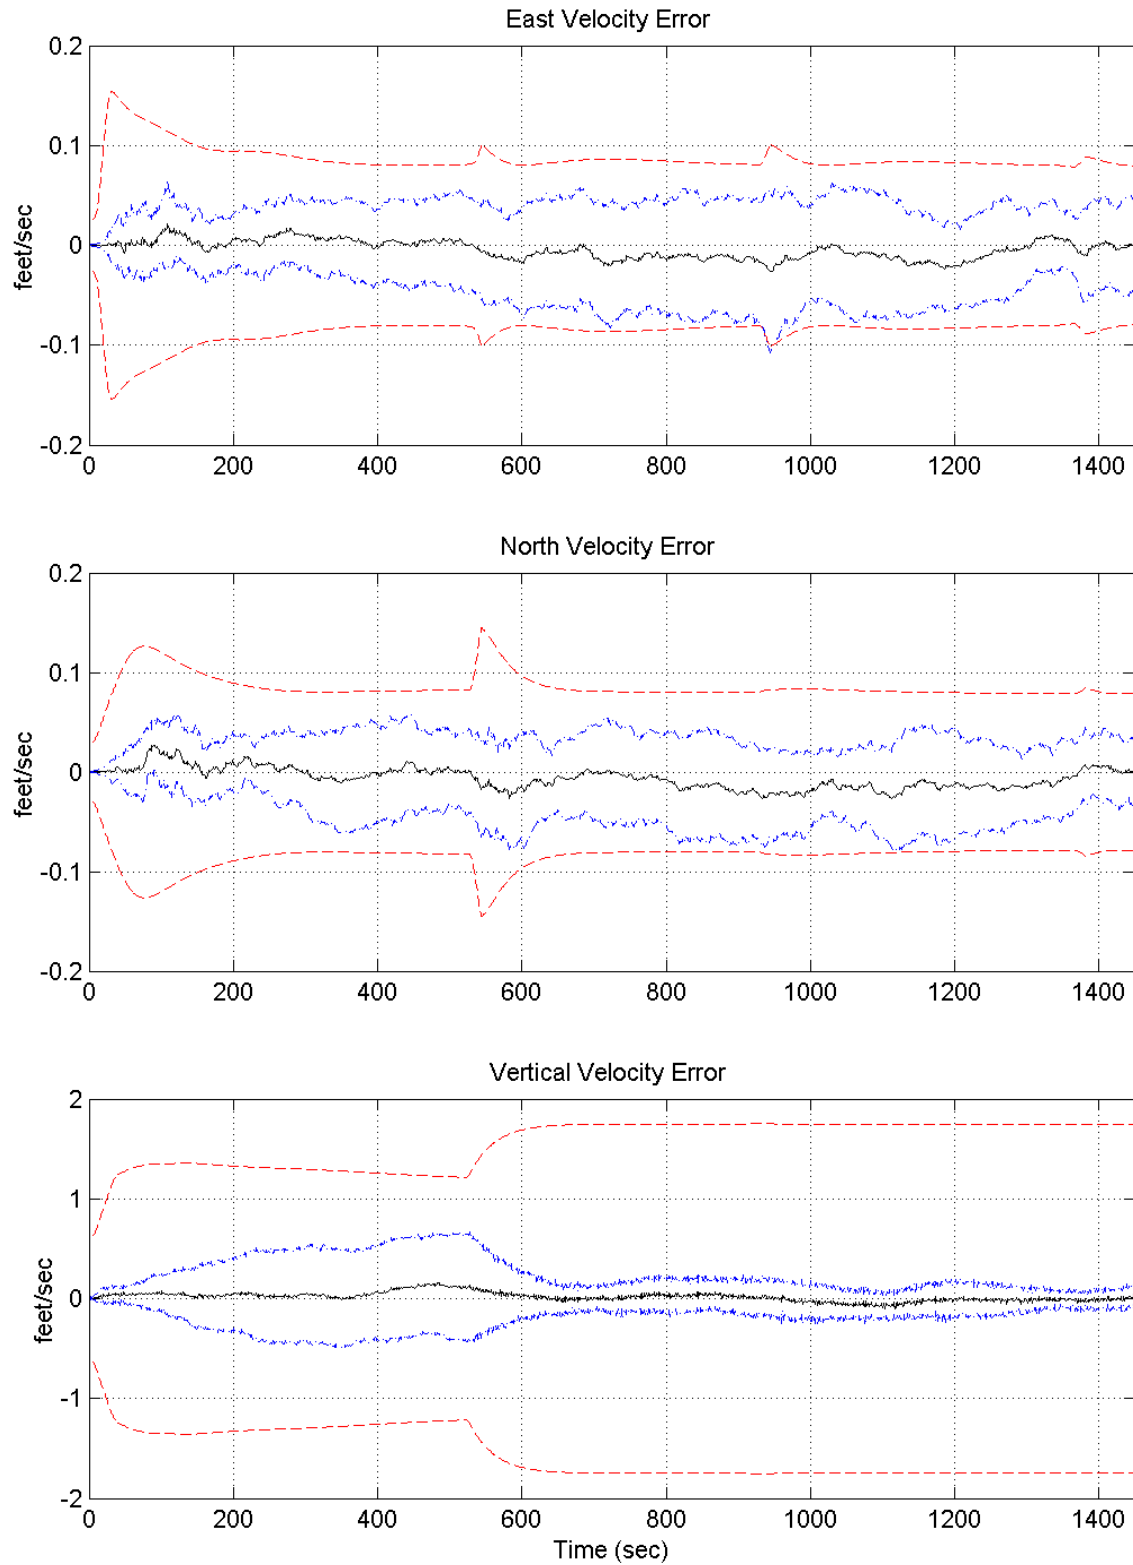 East Velocity Error
0.2
0.1
0
-0.1
-0.2
feet/sec
0 200 400 600 800 1000 1200 1400
North Velocity Error
0.2
0.1
0
-0.1
-0.2
feet/sec
0 200 400 600 800 1000 1200 1400
Vertical Velocity Error
2
1
0
-1
-2
feet/sec
0 200 400 600 800 1000 1200 1400
Time (sec)